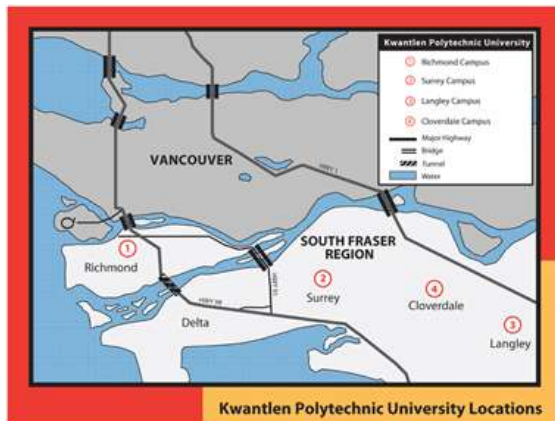 Kwantlen Polytechnic University
1 Richmond Campus
2 Surrey Campus
3 Langley Campus
4 Cloverdale Campus
Major Highway
Bridge
Tunnel
Water
VANCOUVER
HWY 1
SOUTH FRASER
REGION
1
Richmond
2
Surrey
4
Cloverdale
3
Langley
HWY 91
HWY 99
Delta
Kwantlen Polytechnic University Locations